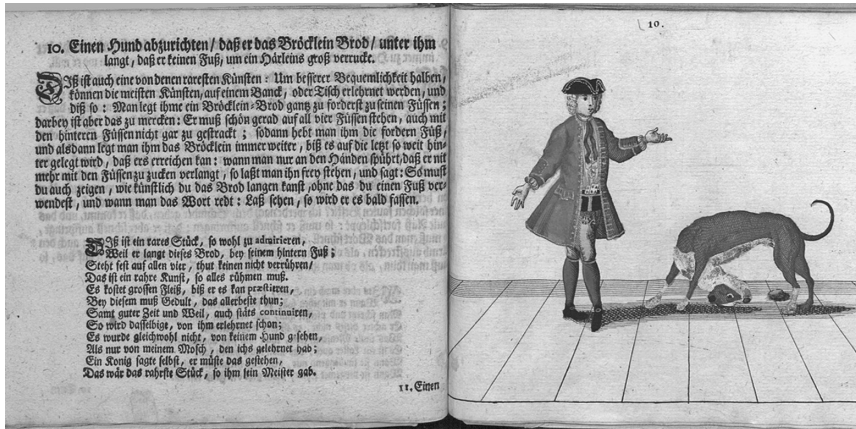 10. Einen Hund abzurichten / daß er das Bröcklein Brod / unter ihm
langt, daß er keinen Fuß, um ein Härleins groß verrucke.
Diß ist auch eine von denen raresten Künsten: Um besserer Bequemlichkeit halben,
können die meisten Künsten, auf einem Banck, oder Tisch erlehrnet werden, und
diß so: Man legt ihme ein Bröcklein-Brod gantz zu forderst zu seinen Füssen;
darbey ist aber das zu mercken: Er muß schön gerad auf all vier Füssen stehen, auch mit
den hinteren Füssen nicht gar zu gestrackt; sodann hebt man ihm die fordern Füß,
und alsdann legt man ihm das Bröcklein immer weiter, biß es auf die letzt so weit hin-
ter gelegt wird, daß ers erreichen kan: wann man nur an den Händen spührt, daß er nit
mehr mit den Füssen zu zucken verlangt, so laßt man ihn frey stehen, und sagt: So must
du auch zeigen, wie künstlich du das Brod langen kanst, ohne das du einen Fuß ver-
wendest, und wann man das Wort redt: Laß sehen, so wird er es bald fassen.
Diß ist ein rares Stück, so wohl zu admirieren,
Weil er langt dieses Brod, bey seinem hintern Fuß;
Steht fest auf allen vier, thut keinen nicht verrühren,
Das ist ein rahre Kunst, so alles rühmen muß.
Es kostet grossen Fleiß, biß er es kan præstieren,
Bey diesem muß Gedult, das allerbeste thun;
Samt guter Zeit und Weil, auch stäts continuiren,
So wird dasselbige, von ihm erlehrnet schon;
Es wurde gleichwohl nicht, von keinem Hund gesehen,
Als nur von meinem Mosch, den ichs gelehrnet hab;
Ein König sagte selbst, er müste das gestehen,
Das wär das rahrste Stück, so ihm sein Meister gab.
11. Einen
10.